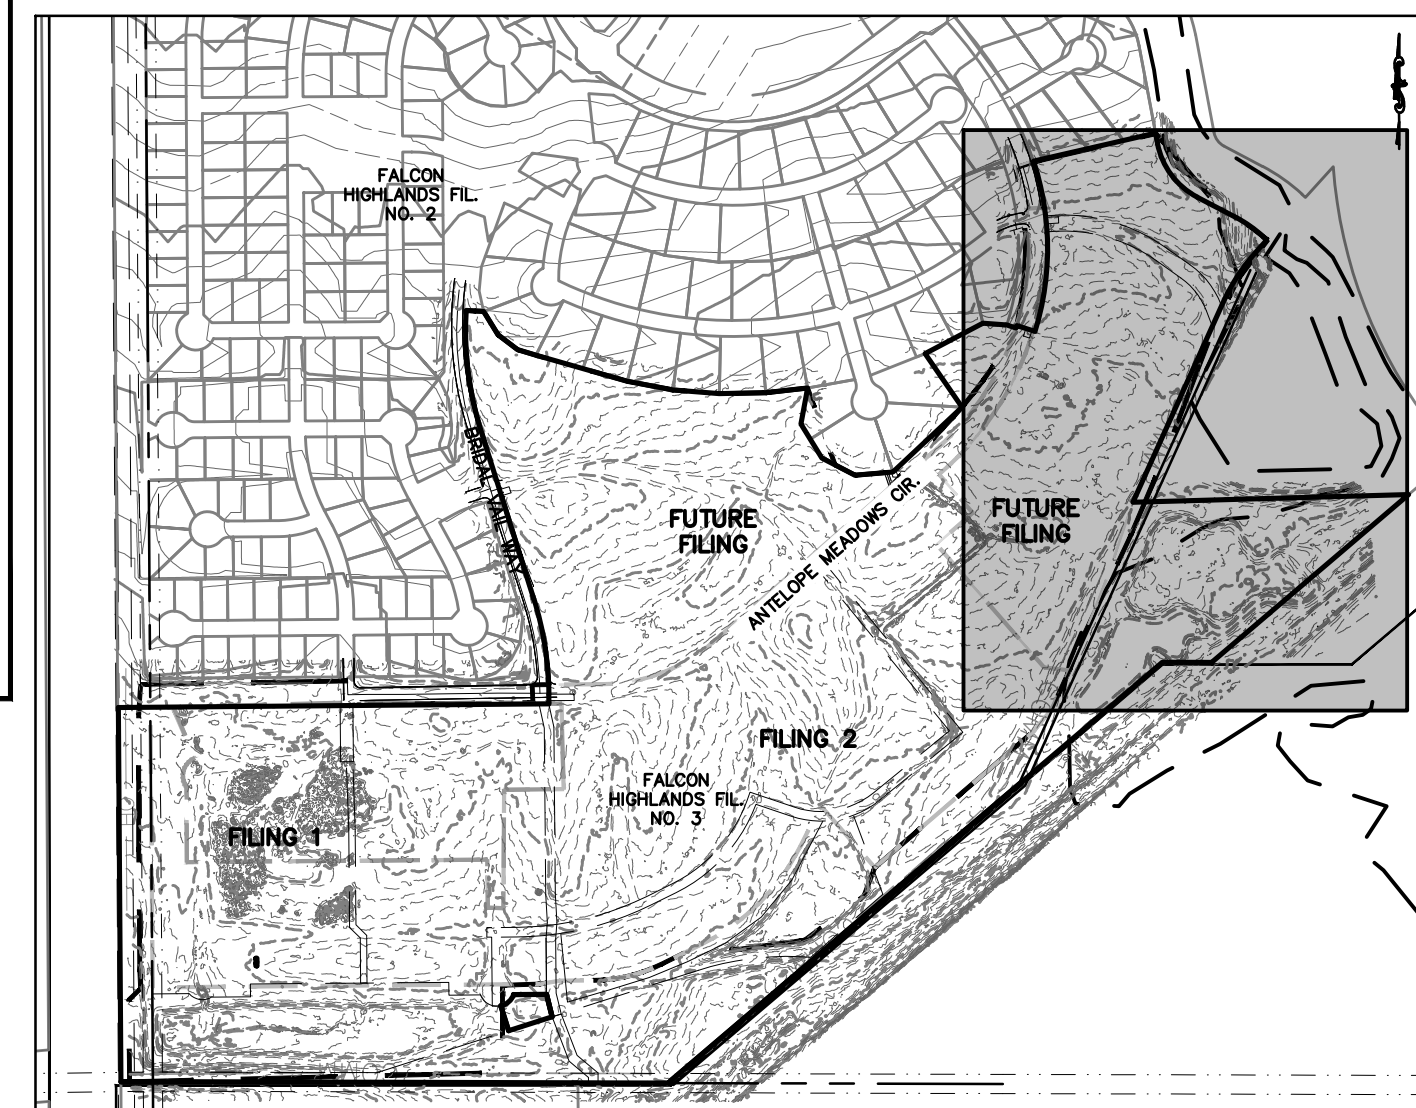 FALCON
HIGHLANDS FIL.
NO. 2
BRIDAL VAIL WAY
FUTURE
FILING
ANTELOPE MEADOWS CIR.
FUTURE
FILING
FILING 2
FALCON
HIGHLANDS FIL.
NO. 3
FILING 1